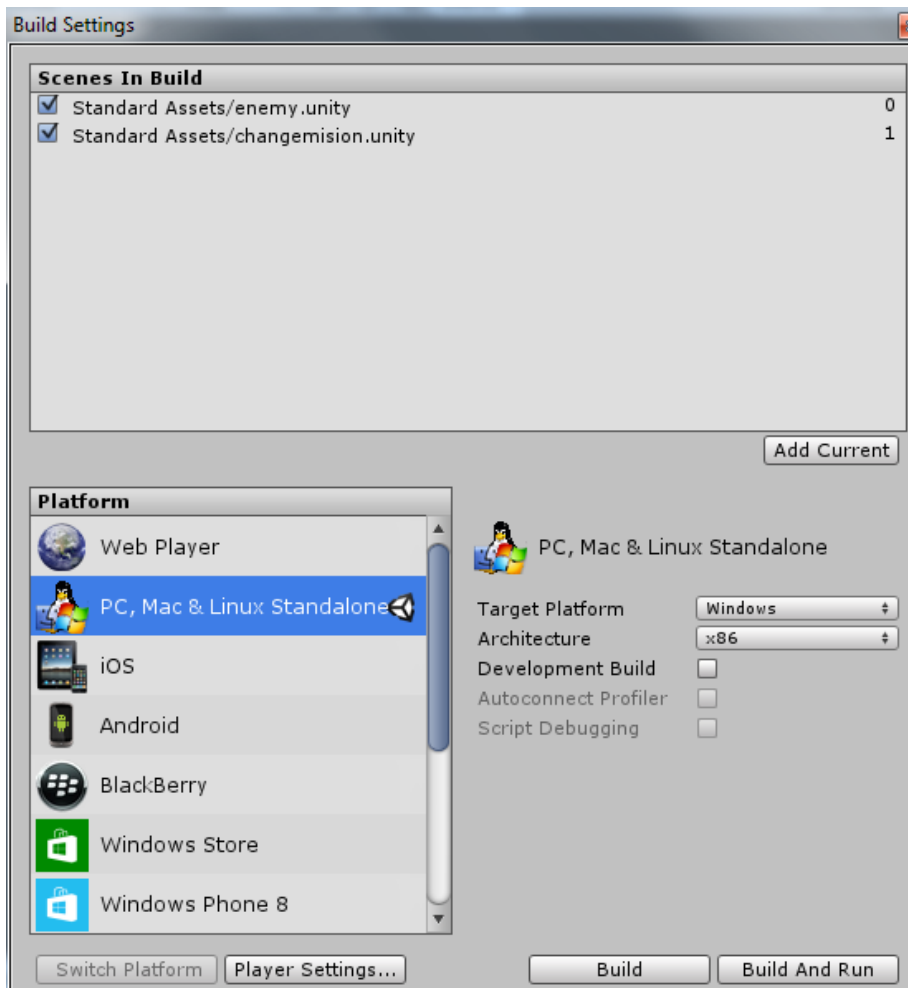 Build Settings
Scenes In Build
Standard Assets/enemy.unity 0
Standard Assets/changemision.unity 1
Add Current
Platform
Web Player
PC, Mac & Linux Standalone
iOS
Android
BlackBerry
Windows Store
Windows Phone 8
PC, Mac & Linux Standalone
Target Platform Windows
Architecture x86
Development Build
Autoconnect Profiler
Script Debugging
Switch Platform Player Settings... Build Build And Run